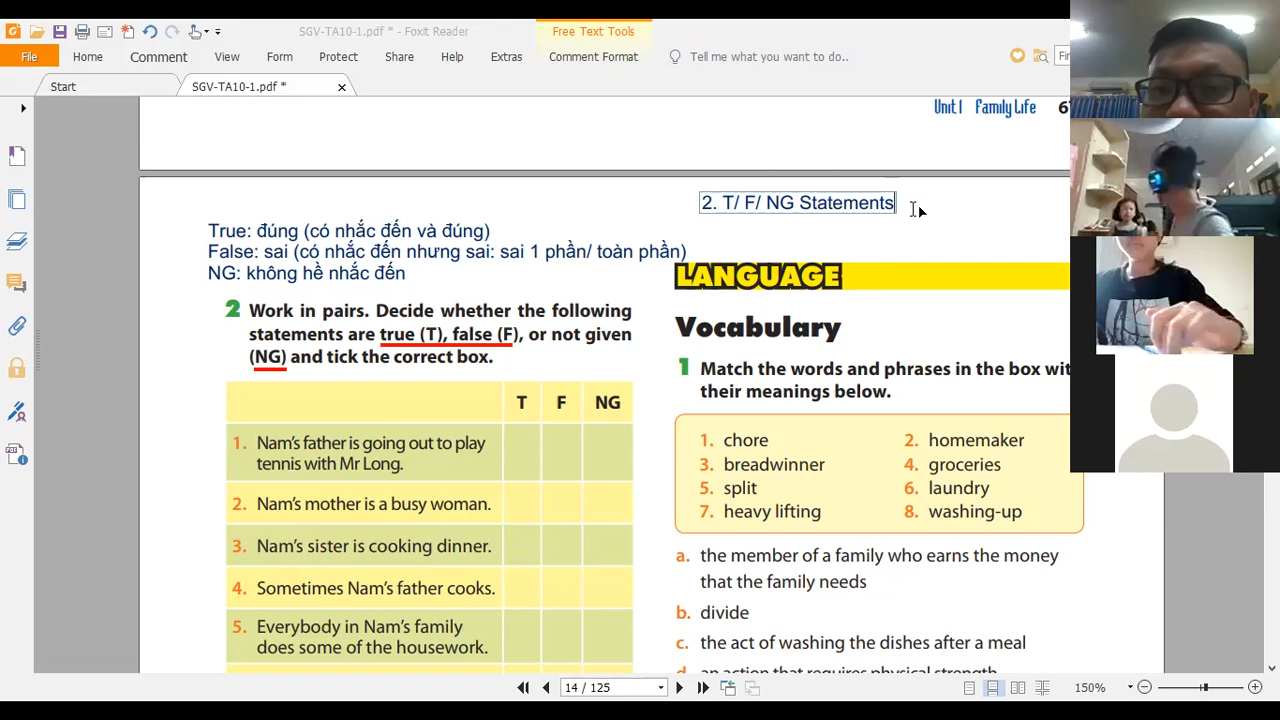 SGV-TA10-1.pdf * - Foxit Reader
Free Text Tools
File
Home
Comment
View
Form
Protect
Share
Help
Extras
Comment Format
Tell me what you want to do..
Start
SGV-TA10-1.pdf *
Unit 1 Family Life
2. T/ F/ NG Statements
True: đúng (có nhắc đến và đúng)
False: sai (có nhắc đến nhưng sai: sai 1 phần/ toàn phần)
NG: không hề nhắc đến
2 Work in pairs. Decide whether the following
statements are true (T), false (F), or not given
(NG) and tick the correct box.
T F NG
1. Nam's father is going out to play
tennis with Mr Long.
2. Nam's mother is a busy woman.
3. Nam's sister is cooking dinner.
4. Sometimes Nam's father cooks.
5. Everybody in Nam's family
does some of the housework.
LANGUAGE
Vocabulary
1 Match the words and phrases in the box
their meanings below.
1. chore 2. homemaker
3. breadwinner 4. groceries
5. split 6. laundry
7. heavy lifting 8. washing-up
a. the member of a family who earns the money
that the family needs
b. divide
c. the act of washing the dishes after a meal
d. an action that requires physical strength
14 / 125
150%